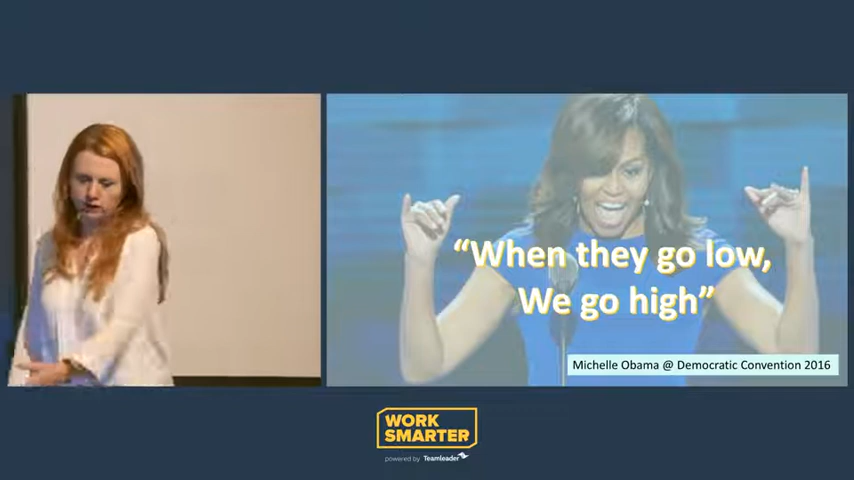 “When they go low,
We go high”
Michelle Obama @ Democratic Convention 2016
WORK
SMARTER
powered by Teamleader